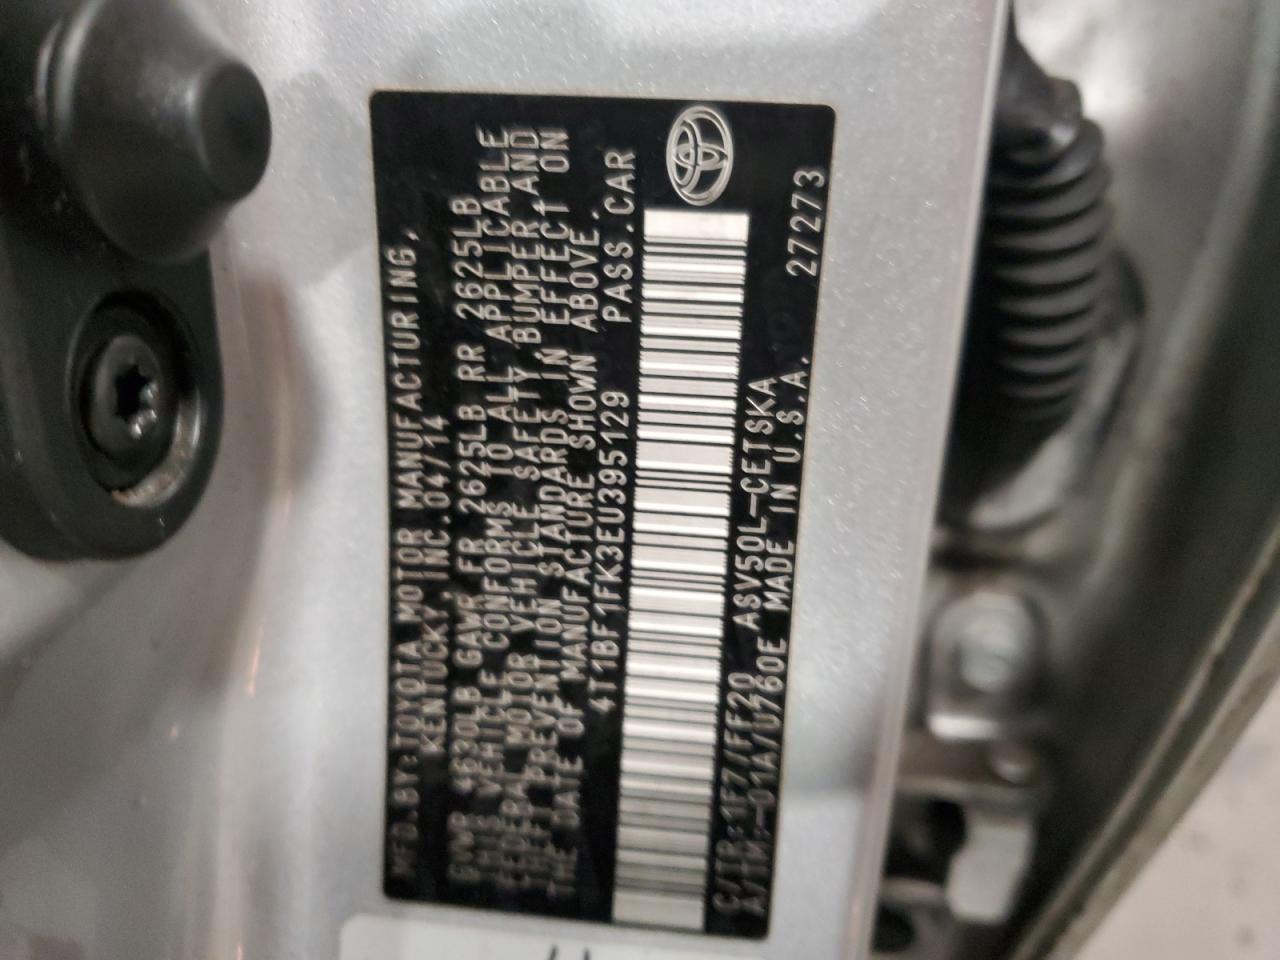 MFD.BY:TOYOTA MOTOR MANUFACTURING,
KENTUCKY, INC.04/14
GVWR 4630LB GAWR FR 2625LB RR 2625LB
THIS VEHICLE CONFORMS TO ALL APPLICABLE
FEDERAL MOTOR VEHICLE SAFETY, BUMPER, AND
THEFT PREVENTION STANDARDS IN EFFECT ON
THE DATE OF MANUFACTURE SHOWN ABOVE.
4T1BF1FK3EU395129 PASS.CAR
C/TR:1F7/FF20 ASV50L-CETSKA
A/TM:-01A/U760E MADE IN U.S.A.
27273